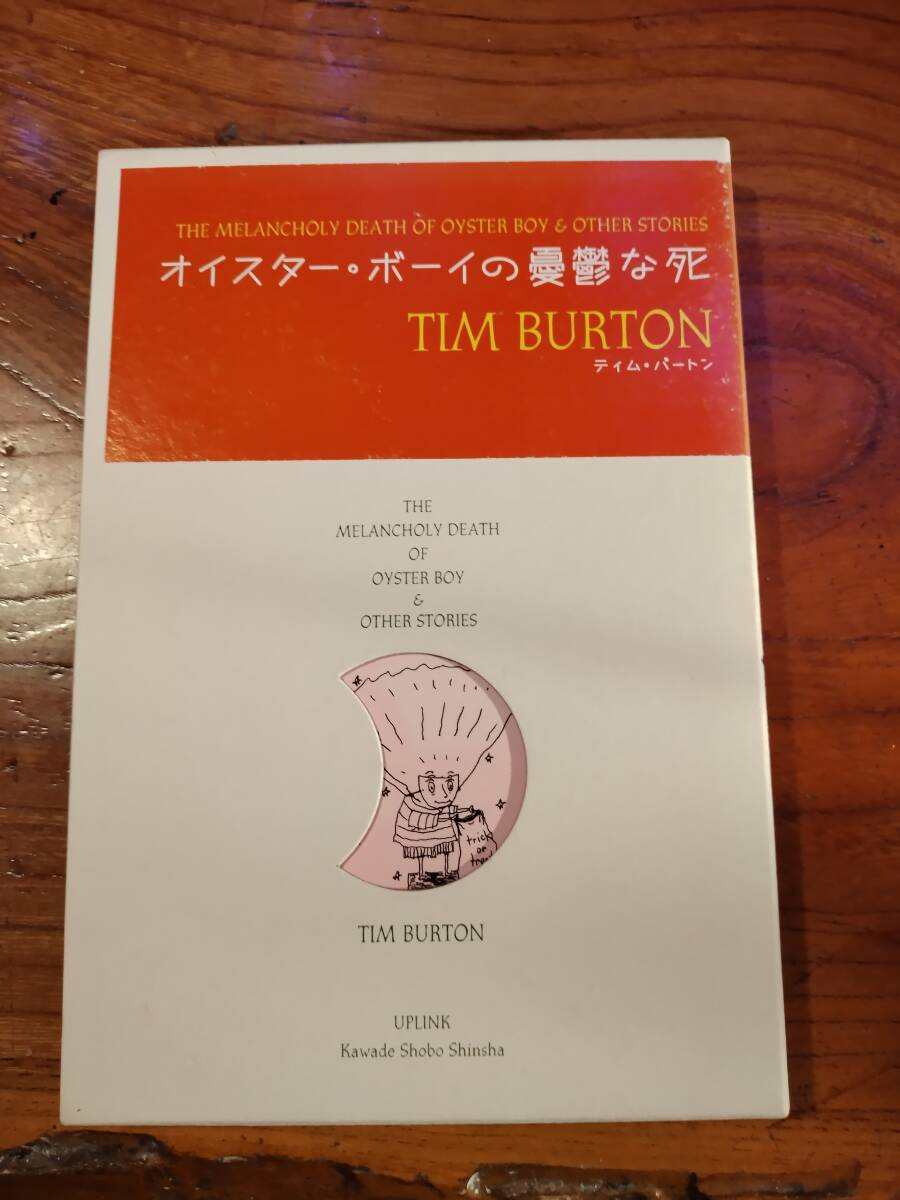 THE MELANCHOLY DEATH OF OYSTER BOY & OTHER STORIES
オイスター・ボーイの憂鬱な死
TIM BURTON
ティム・バートン
THE
MELANCHOLY DEATH
OF
OYSTER BOY
&
OTHER STORIES
trick
or
treat
TIM BURTON
UPLINK
Kawade Shobo Shinsha